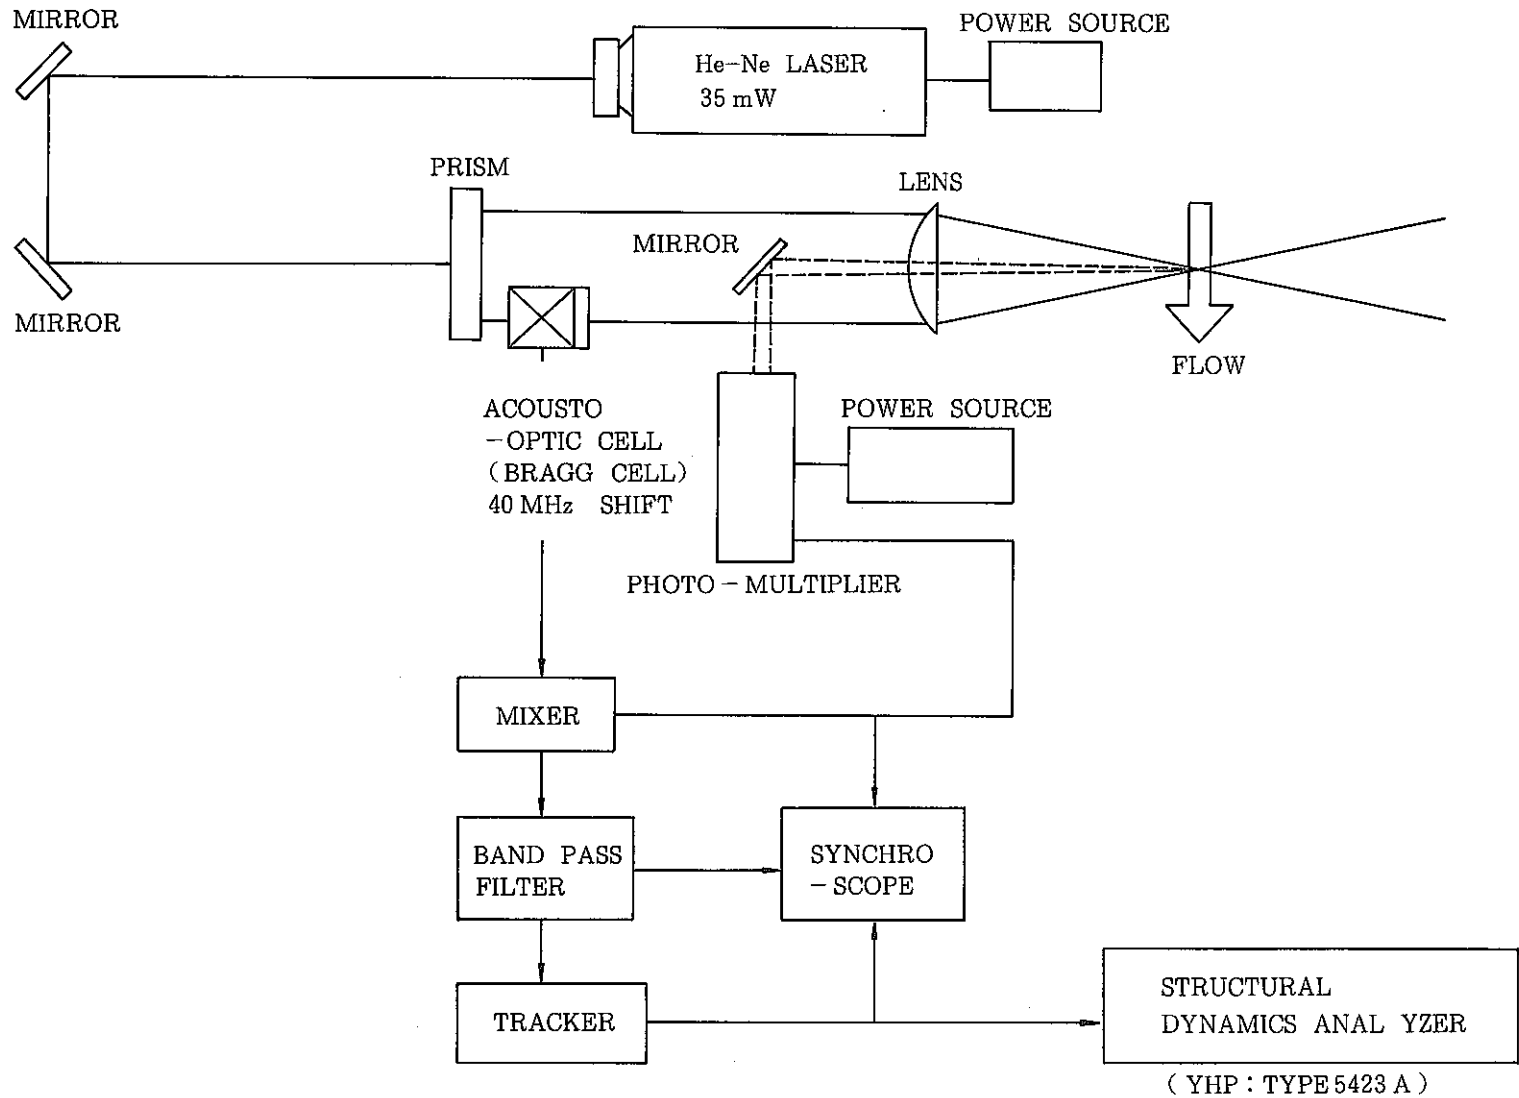 MIRROR
POWER SOURCE
He-Ne LASER
35 mW
PRISM
LENS
MIRROR
MIRROR
FLOW
ACOUSTO
-OPTIC CELL
(BRAGG CELL)
40 MHz SHIFT
POWER SOURCE
PHOTO-MULTIPLIER
MIXER
BAND PASS
FILTER
SYNCHRO
-SCOPE
TRACKER
STRUCTURAL
DYNAMICS ANAL YZER
(YHP : TYPE 5423 A)